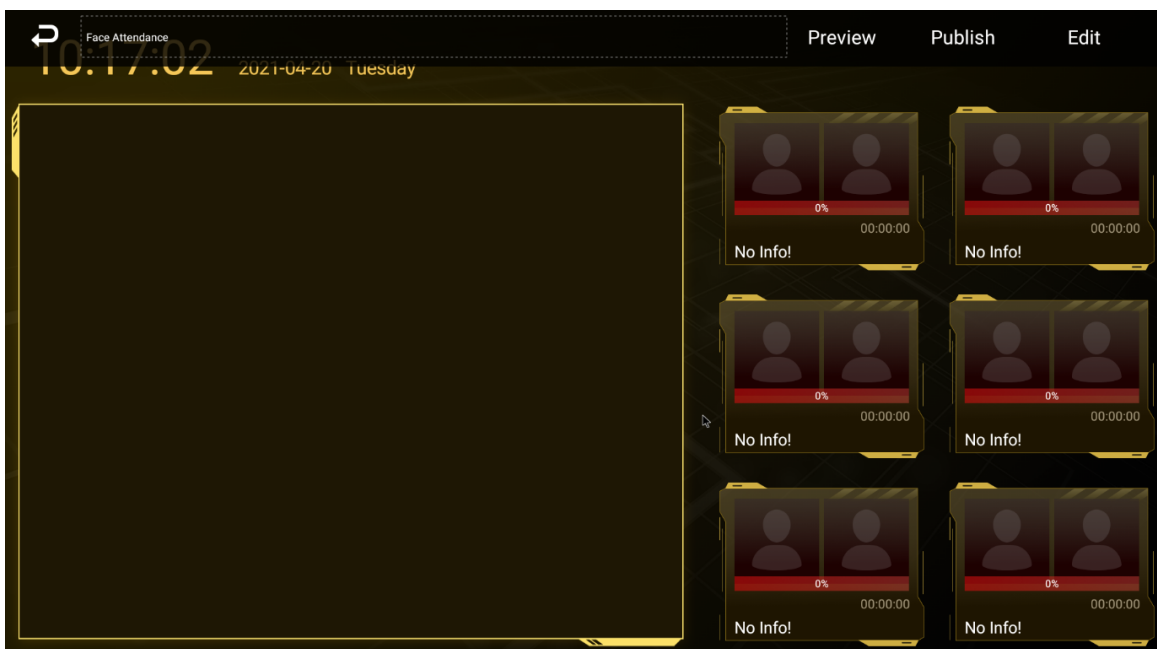 Face Attendance
Preview
Publish
Edit
10:17:02
2021-04-20 Tuesday
0%
0%
00:00:00
00:00:00
No Info!
No Info!
0%
0%
00:00:00
00:00:00
No Info!
No Info!
0%
0%
00:00:00
00:00:00
No Info!
No Info!